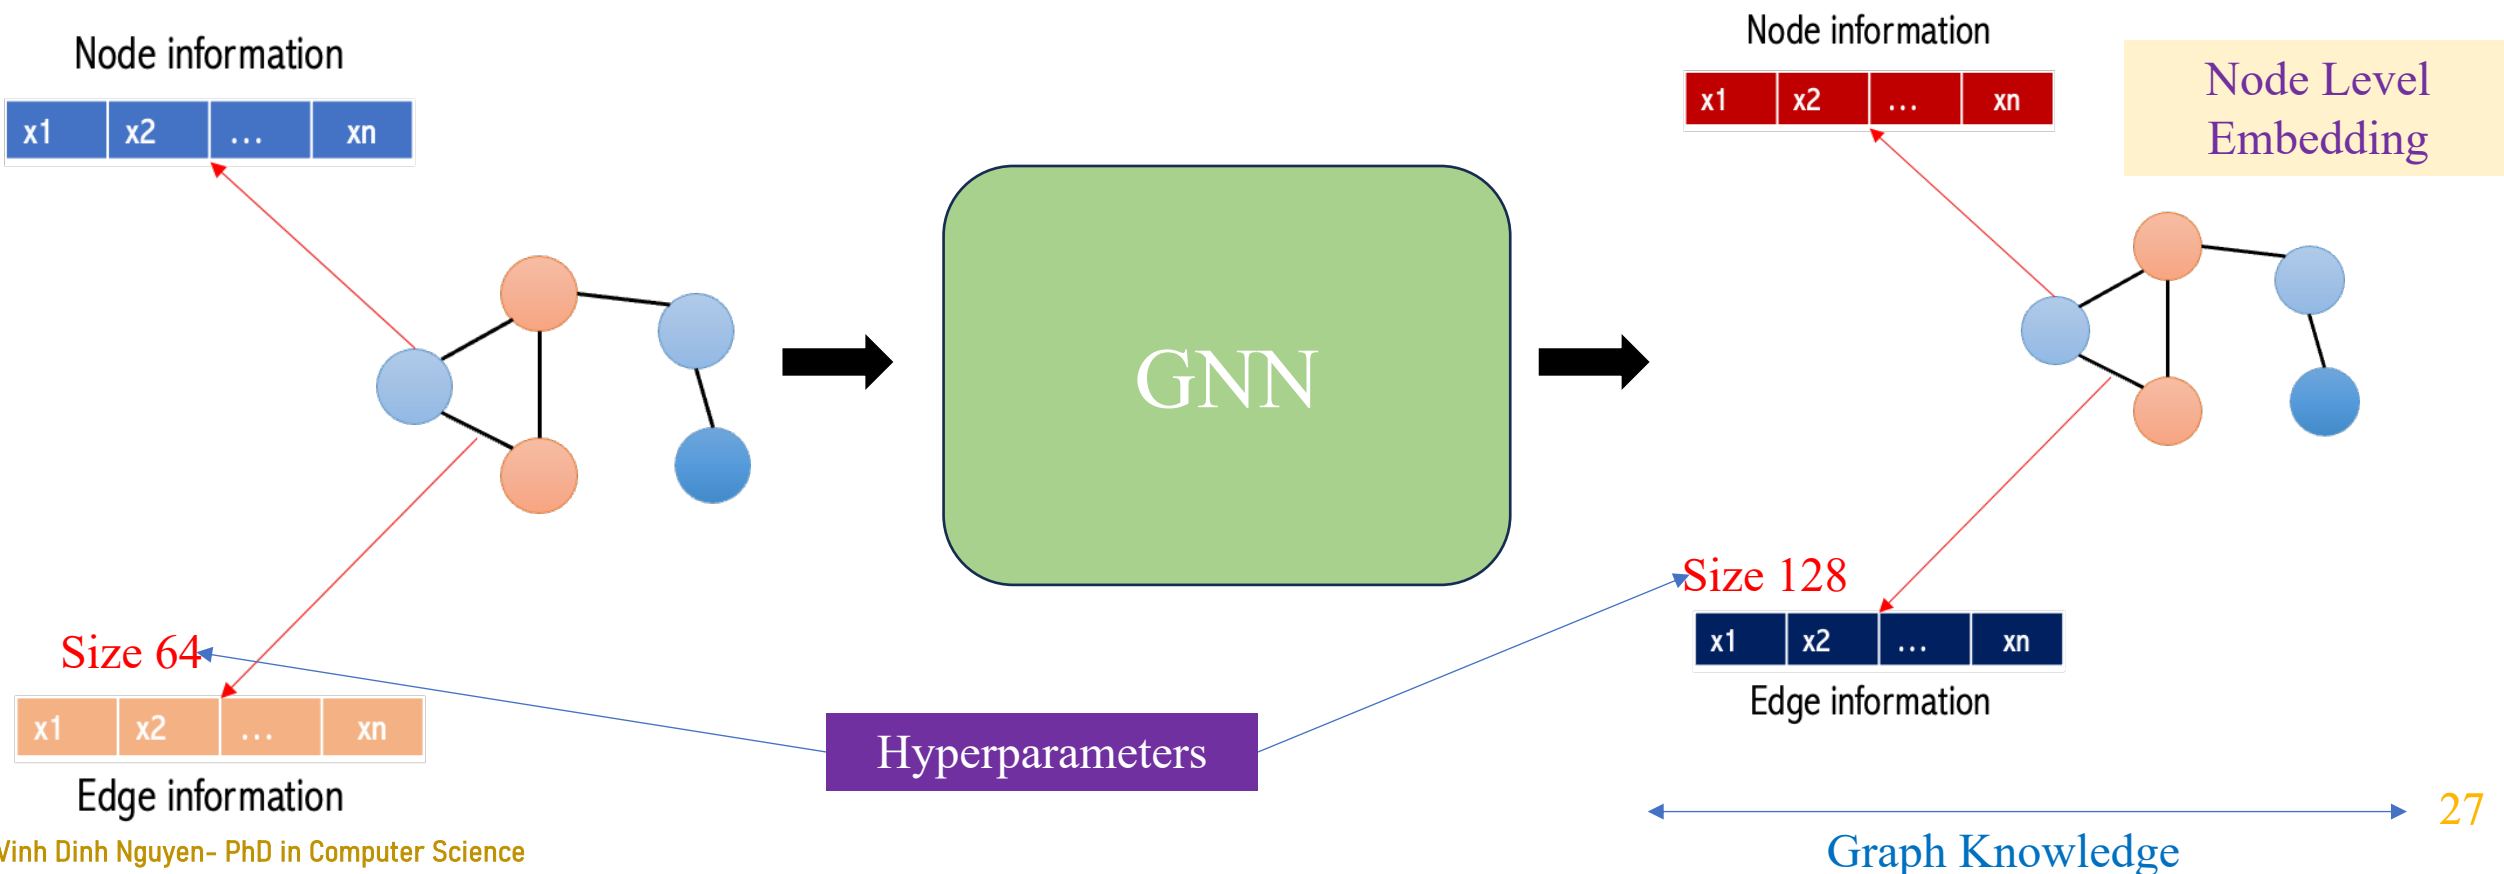 Node information
x1 x2 ... xn
Size 64
x1 x2 ... xn
Edge information
GNN
Hyperparameters
Node information
x1 x2 ... xn
Node Level
Embedding
Size 128
x1 x2 ... xn
Edge information
Graph Knowledge
27
Vinh Dinh Nguyen- PhD in Computer Science